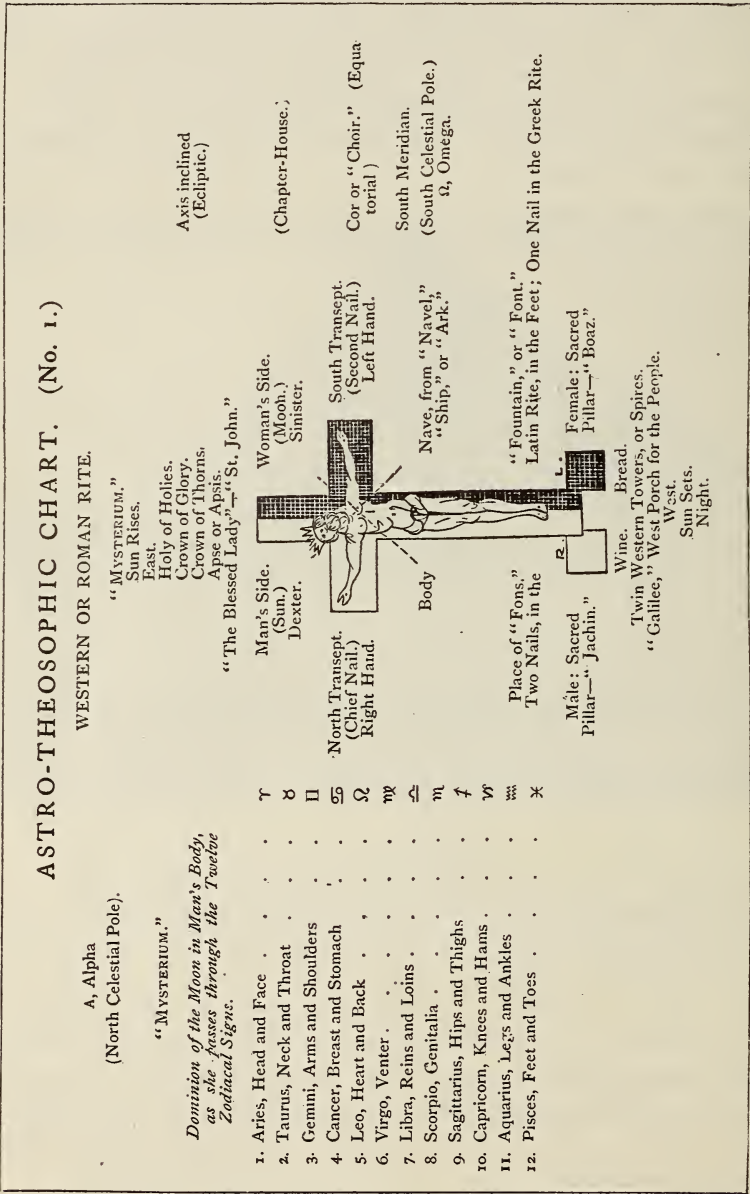 ASTRO-THEOSOPHIC CHART. (No. 1.)
WESTERN OR ROMAN RITE.
A, Alpha
(North Celestial Pole).
"MYSTERIUM."
Dominion of the Moon in Man's Body,
as she passes through the Twelve
Zodiacal Signs.
1. Aries, Head and Face . . . . ♈
2. Taurus, Neck and Throat . . . ♉
3. Gemini, Arms and Shoulders . . ♊
4. Cancer, Breast and Stomach . . ♋
5. Leo, Heart and Back . . . . ♌
6. Virgo, Venter . . . . . ♍
7. Libra, Reins and Loins . . . . ♎
8. Scorpio, Genitalia . . . . ♏
9. Sagittarius, Hips and Thighs . . ♐
10. Capricorn, Knees and Hams . . . ♑
11. Aquarius, Legs and Ankles . . . ♒
12. Pisces, Feet and Toes . . . . ♓
"MYSTERIUM."
Sun Rises.
East.
Holy of Holies.
Crown of Glory.
Crown of Thorns.
Apse or Apsis.
"The Blessed Lady"—"St. John."
Man's Side.
(Sun.)
Dexter.
Woman's Side.
(Mooh.)
Sinister.
North Transept.
(Chief Nail.)
Right Hand.
South Transept.
(Second Nail.)
Left Hand.
Body
Nave, from "Navel,"
"Ship," or "Ark."
Place of "Fons."
Two Nails, in the
"Fountain," or "Font."
Latin Rite, in the Feet; One Nail in the Greek Rite.
R.
L.
Male: Sacred
Pillar—"Jachin."
Female: Sacred
Pillar—"Boaz."
Wine. Bread.
Twin Western Towers, or Spires.
"Galilee," West Porch for the People.
West.
Sun Sets.
Night.
Axis inclined
(Ecliptic.)
(Chapter-House.)
Cor or "Choir." (Equa
torial)
South Meridian.
(South Celestial Pole.)
Ω, Omega.